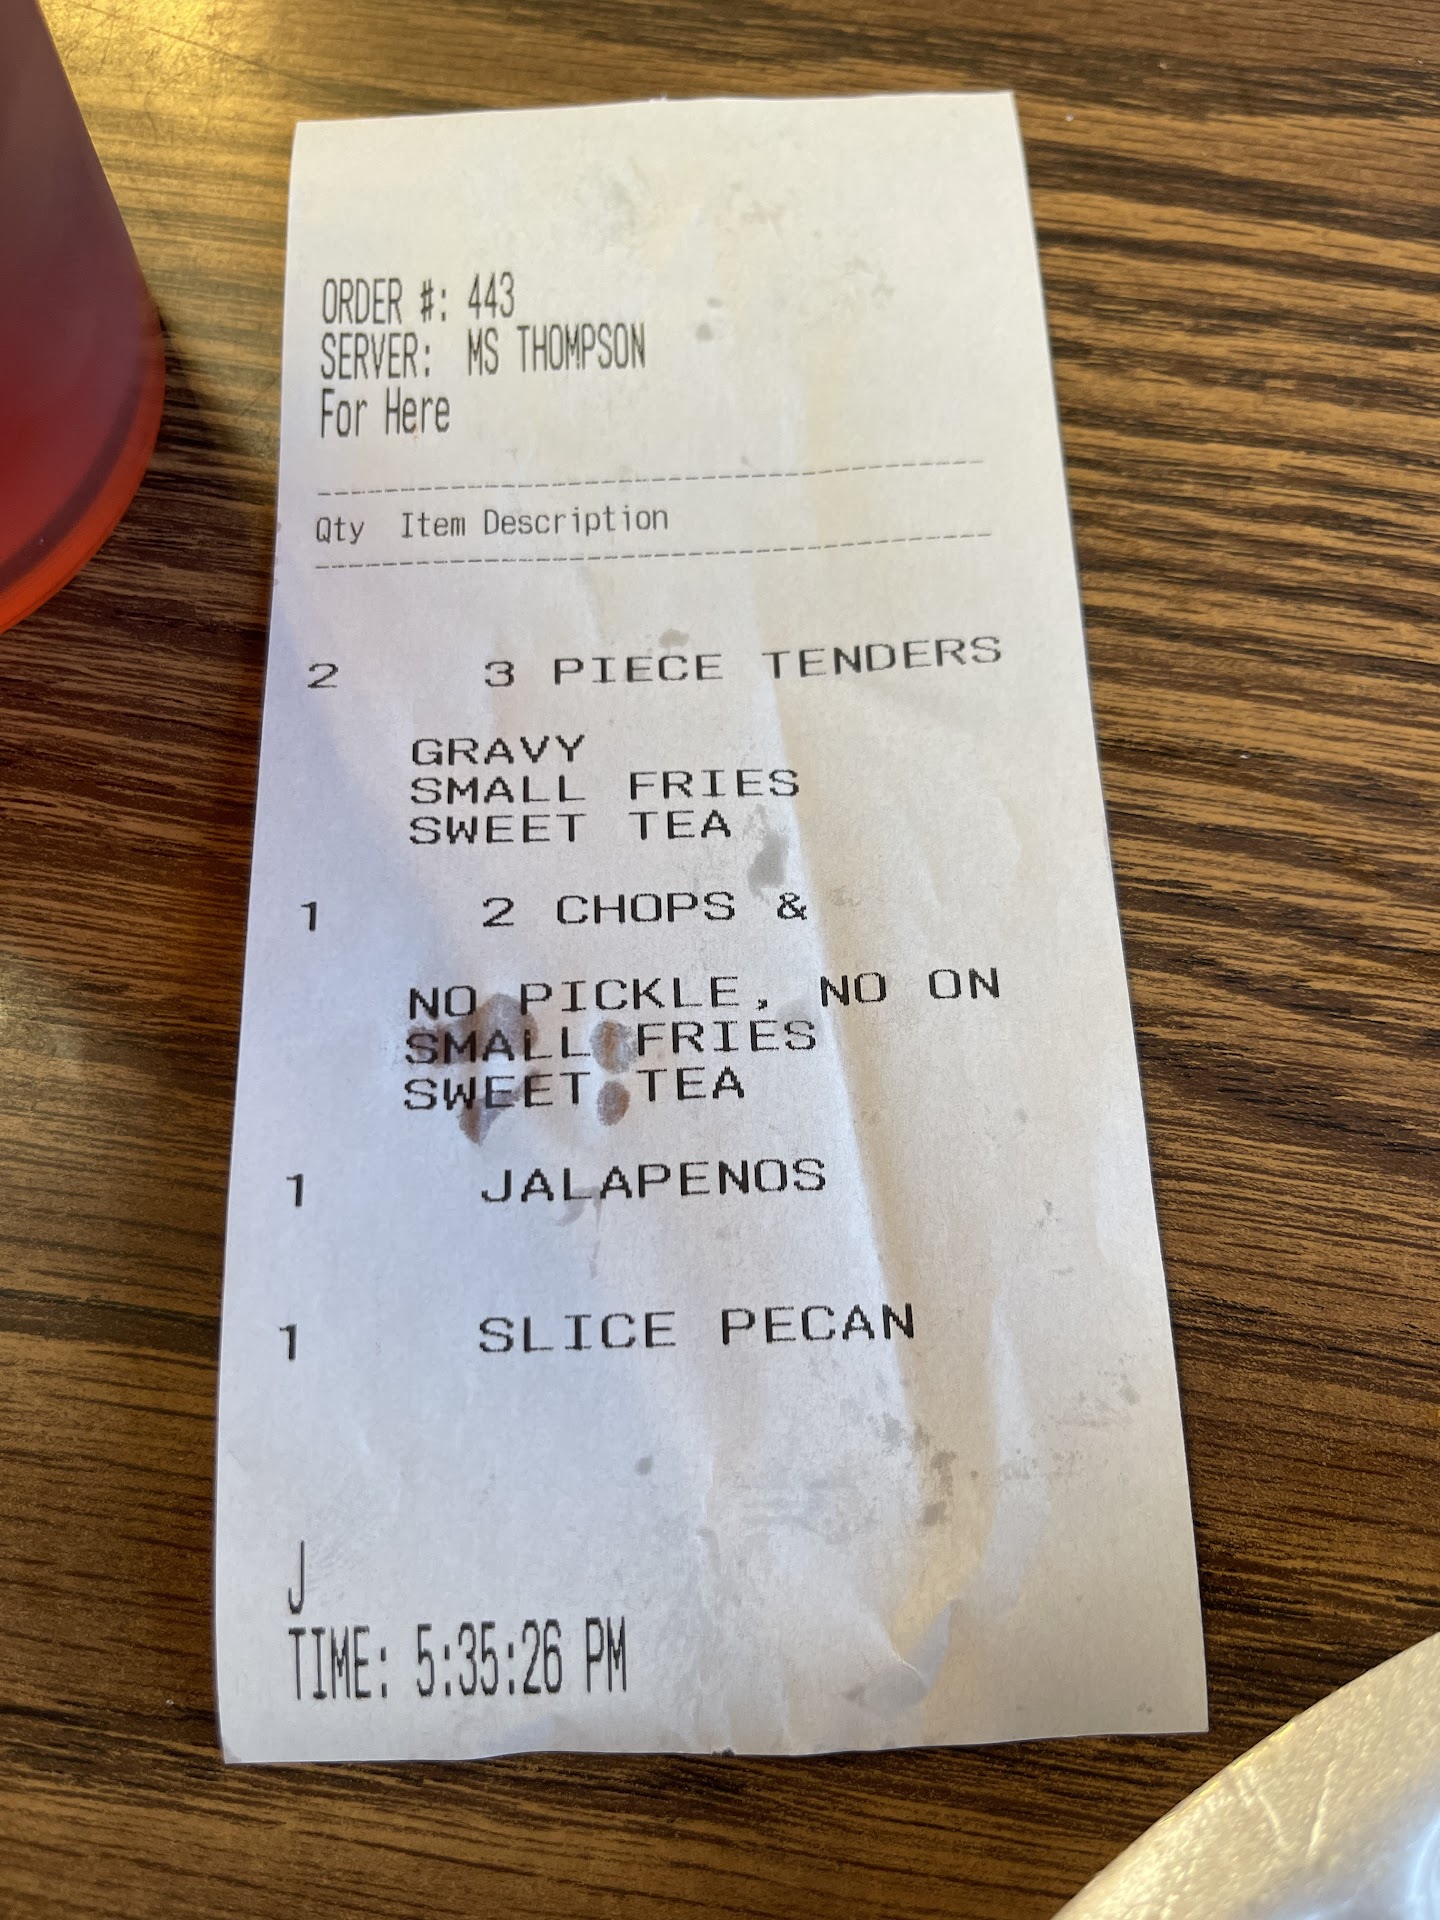 ORDER #: 443
SERVER: MS THOMPSON
For Here
Qty Item Description
2 3 PIECE TENDERS
GRAVY
SMALL FRIES
SWEET TEA
1 2 CHOPS &
NO PICKLE, NO ON
SMALL FRIES
SWEET TEA
1 JALAPENOS
1 SLICE PECAN
J
TIME: 5:35:26 PM